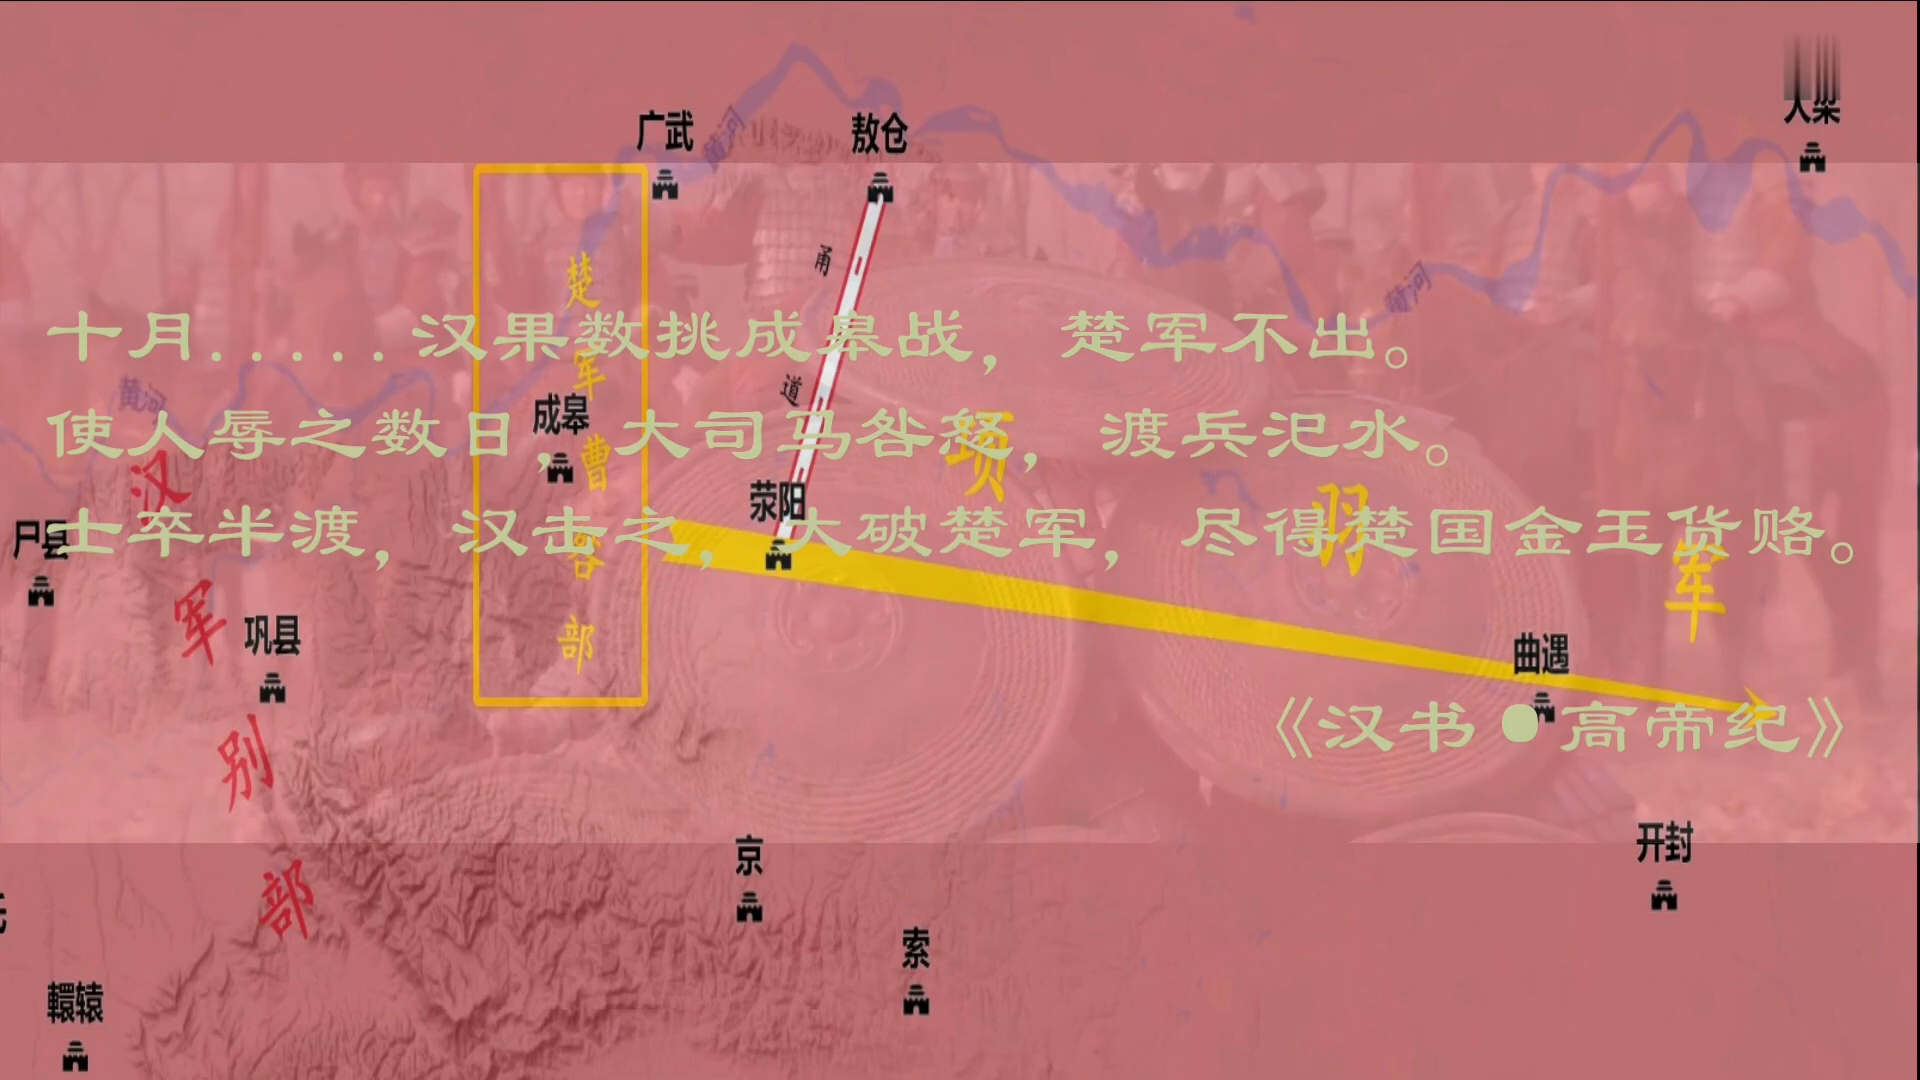 广武
敖仓
大梁
黄河
甬
道
黄河
黄河
楚军曹咎部
成皋
荥阳
项羽军
汉军别部
尸县
巩县
曲遇
十月.....汉果数挑成皋战，楚军不出。
使人辱之数日，大司马咎怒，渡兵汜水。
士卒半渡，汉击之，大破楚军，尽得楚国金玉货赂。
《汉书●高帝纪》
京
开封
索
轘辕